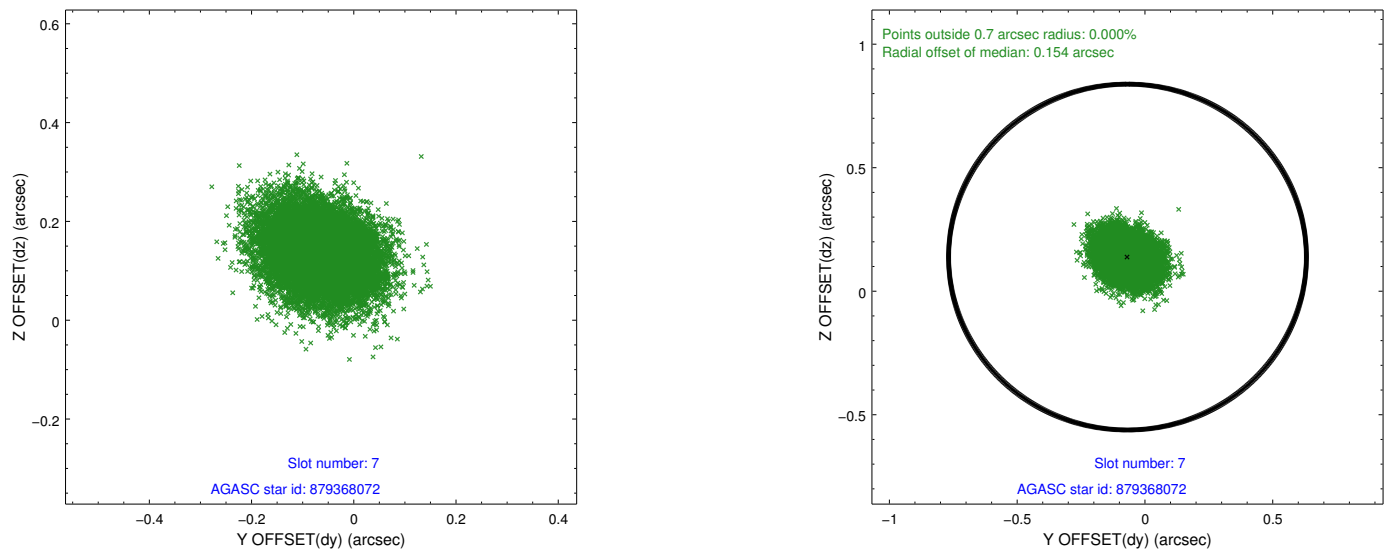 0.6
0.4
0.2
0
−0.2
−0.4
−0.2
0
0.2
0.4
Z OFFSET(dz) (arcsec)
Y OFFSET(dy) (arcsec)
Slot number: 7
AGASC star id: 879368072
Points outside 0.7 arcsec radius: 0.000%
Radial offset of median: 0.154 arcsec
1
0.5
0
−0.5
−1
−0.5
0
0.5
Z OFFSET(dz) (arcsec)
Y OFFSET(dy) (arcsec)
Slot number: 7
AGASC star id: 879368072